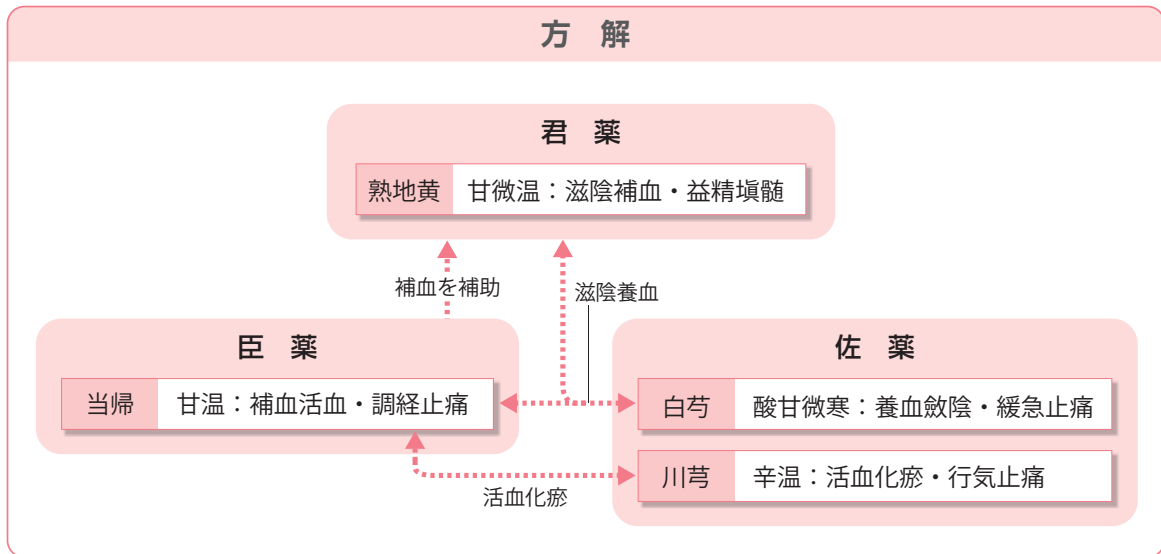 方 解
君 薬
熟地黄 甘微温：滋陰補血・益精塡髄
補血を補助
滋陰養血
臣 薬
当帰 甘温：補血活血・調経止痛
佐 薬
白芍 酸甘微寒：養血斂陰・緩急止痛
川芎 辛温：活血化瘀・行気止痛
活血化瘀